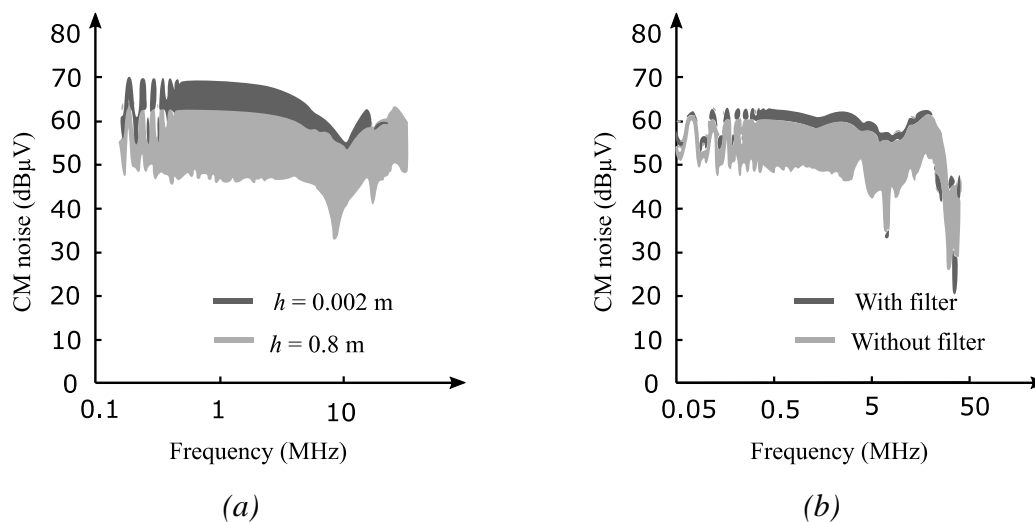 CM noise (dBµV)
80
70
60
50
40
30
20
10
0
h = 0.002 m
h = 0.8 m
0.1
1
10
Frequency (MHz)
(a)
CM noise (dBµV)
80
70
60
50
40
30
20
10
0
With filter
Without filter
0.05
0.5
5
50
Frequency (MHz)
(b)